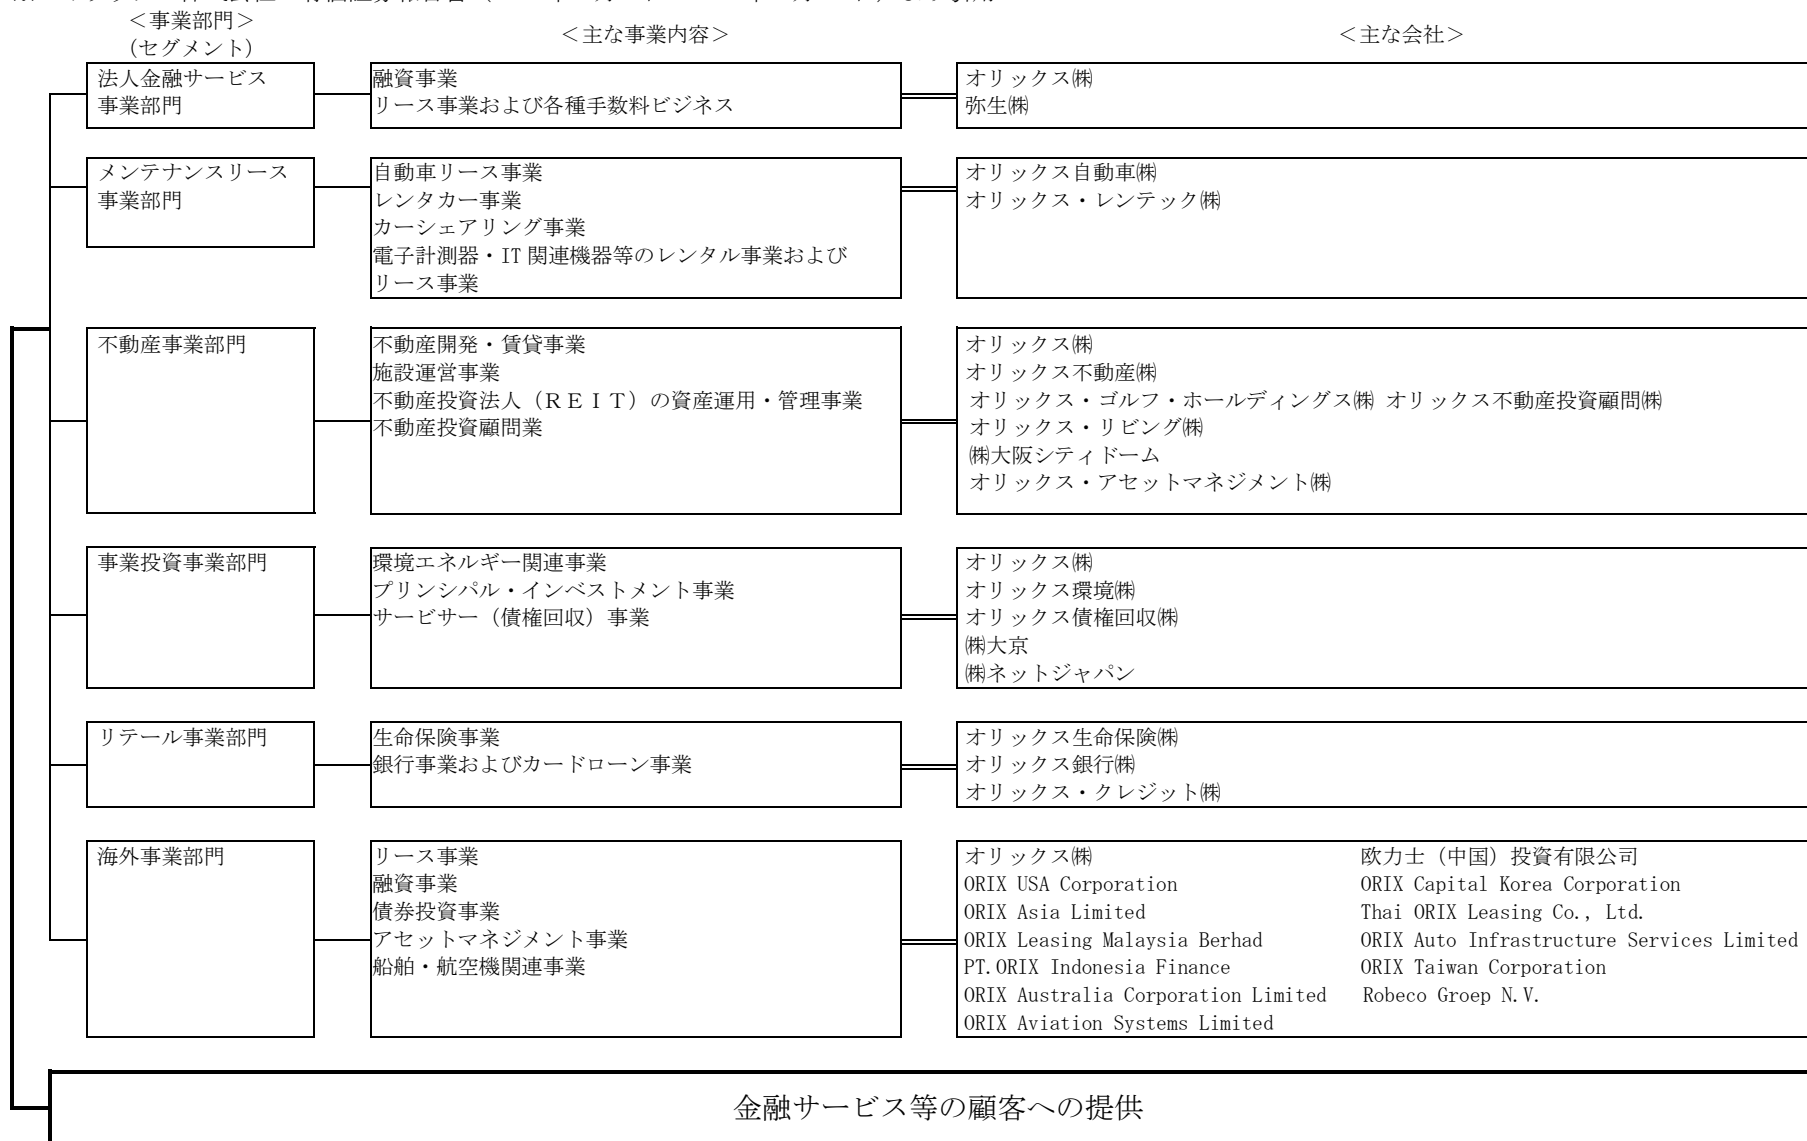 ＜事業部門＞
（セグメント）
＜主な事業内容＞
＜主な会社＞
法人金融サービス
事業部門
融資事業
リース事業および各種手数料ビジネス
オリックス㈱
弥生㈱
メンテナンスリース
事業部門
自動車リース事業
レンタカー事業
カーシェアリング事業
電子計測器・IT 関連機器等のレンタル事業および
リース事業
オリックス自動車㈱
オリックス・レンテック㈱
不動産事業部門
不動産開発・賃貸事業
施設運営事業
不動産投資法人（ＲＥＩＴ）の資産運用・管理事業
不動産投資顧問業
オリックス㈱
オリックス不動産㈱
オリックス・ゴルフ・ホールディングス㈱ オリックス不動産投資顧問㈱
オリックス・リビング㈱
㈱大阪シティドーム
オリックス・アセットマネジメント㈱
事業投資事業部門
環境エネルギー関連事業
プリンシパル・インベストメント事業
サービサー（債権回収）事業
オリックス㈱
オリックス環境㈱
オリックス債権回収㈱
㈱大京
㈱ネットジャパン
リテール事業部門
生命保険事業
銀行事業およびカードローン事業
オリックス生命保険㈱
オリックス銀行㈱
オリックス・クレジット㈱
海外事業部門
リース事業
融資事業
債券投資事業
アセットマネジメント事業
船舶・航空機関連事業
オリックス㈱ 欧力士（中国）投資有限公司
ORIX USA Corporation ORIX Capital Korea Corporation
ORIX Asia Limited Thai ORIX Leasing Co., Ltd.
ORIX Leasing Malaysia Berhad ORIX Auto Infrastructure Services Limited
PT.ORIX Indonesia Finance ORIX Taiwan Corporation
ORIX Australia Corporation Limited Robeco Groep N.V.
ORIX Aviation Systems Limited
金融サービス等の顧客への提供